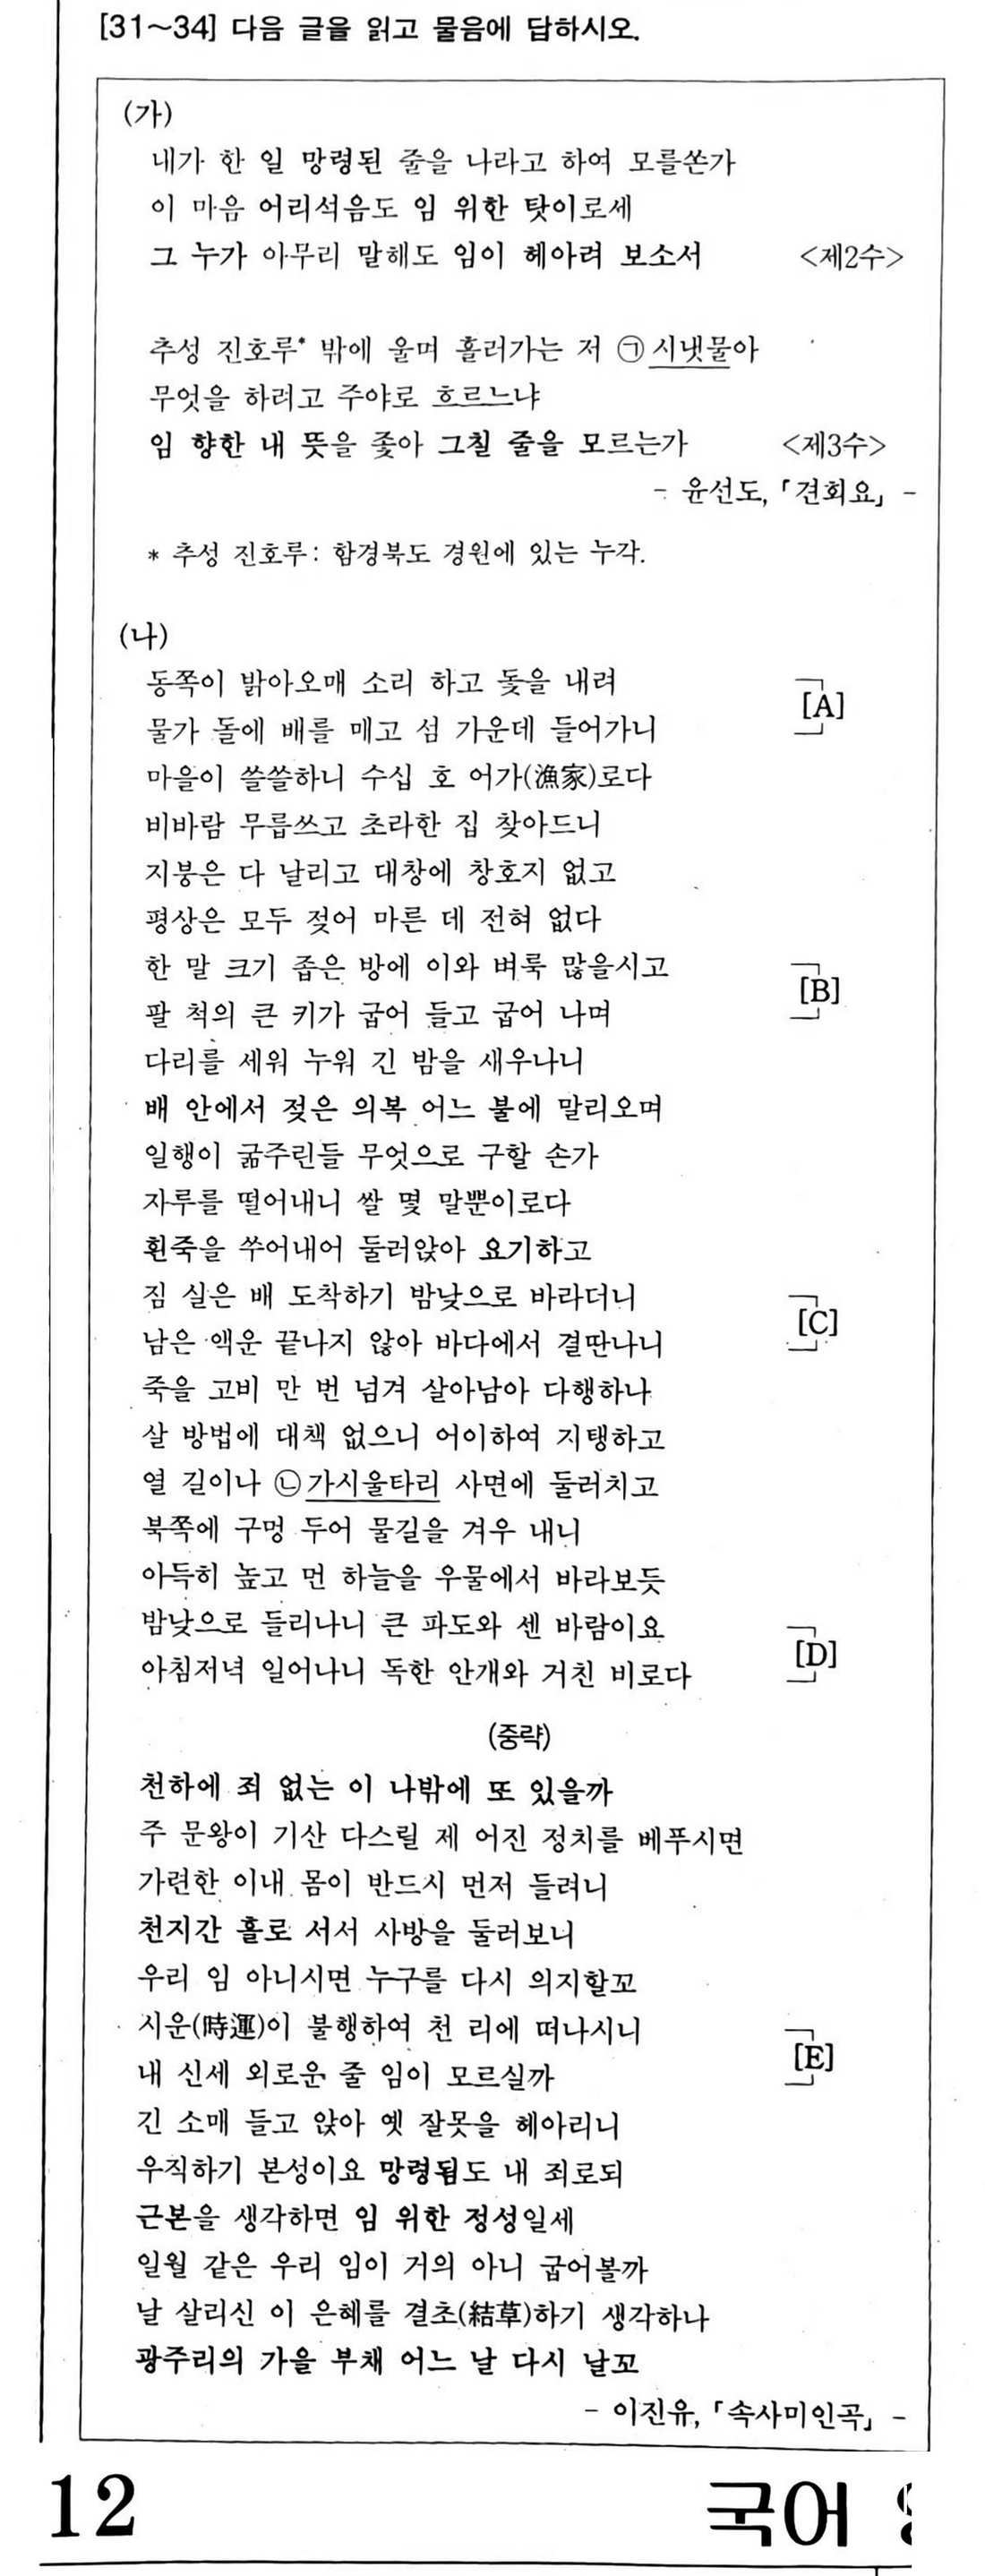 [31～34] 다음 글을 읽고 물음에 답하시오.
(가)
내가 한 일 망령된 줄을 나라고 하여 모를쏜가
이 마음 어리석음도 임 위한 탓이로세
그 누가 아무리 말해도 임이 헤아려 보소서 <제2수>
추성 진호루* 밖에 울며 흘러가는 저 ㉠시냇물아
무엇을 하려고 주야로 흐르느냐
임 향한 내 뜻을 좇아 그칠 줄을 모르는가 <제3수>
- 윤선도, 「견회요」 -
* 추성 진호루: 함경북도 경원에 있는 누각.
(나)
동쪽이 밝아오매 소리 하고 돛을 내려
[A]
물가 돌에 배를 매고 섬 가운데 들어가니
마을이 쓸쓸하니 수십 호 어가(漁家)로다
비바람 무릅쓰고 초라한 집 찾아드니
지붕은 다 날리고 대창에 창호지 없고
평상은 모두 젖어 마른 데 전혀 없다
한 말 크기 좁은 방에 이와 벼룩 많을시고
[B]
팔 척의 큰 키가 굽어 들고 굽어 나며
다리를 세워 누워 긴 밤을 새우나니
배 안에서 젖은 의복 어느 불에 말리오며
일행이 굶주린들 무엇으로 구할 손가
자루를 떨어내니 쌀 몇 말뿐이로다
흰죽을 쑤어내어 둘러앉아 요기하고
짐 실은 배 도착하기 밤낮으로 바라더니
[C]
남은 액운 끝나지 않아 바다에서 결딴나니
죽을 고비 만 번 넘겨 살아남아 다행하나
살 방법에 대책 없으니 어이하여 지탱하고
열 길이나 ㉡가시울타리 사면에 둘러치고
북쪽에 구멍 두어 물길을 겨우 내니
아득히 높고 먼 하늘을 우물에서 바라보듯
밤낮으로 들리나니 큰 파도와 센 바람이요
[D]
아침저녁 일어나니 독한 안개와 거친 비로다
(중략)
천하에 죄 없는 이 나밖에 또 있을까
주 문왕이 기산 다스릴 제 어진 정치를 베푸시면
가련한 이내 몸이 반드시 먼저 들려니
천지간 홀로 서서 사방을 둘러보니
우리 임 아니시면 누구를 다시 의지할꼬
시운(時運)이 불행하여 천 리에 떠나시니
[E]
내 신세 외로운 줄 임이 모르실까
긴 소매 들고 앉아 옛 잘못을 헤아리니
우직하기 본성이요 망령됨도 내 죄로되
근본을 생각하면 임 위한 정성일세
일월 같은 우리 임이 거의 아니 굽어볼까
날 살리신 이 은혜를 결초(結草)하기 생각하나
광주리의 가을 부채 어느 날 다시 날꼬
- 이진유, 「속사미인곡」 -
12
국어